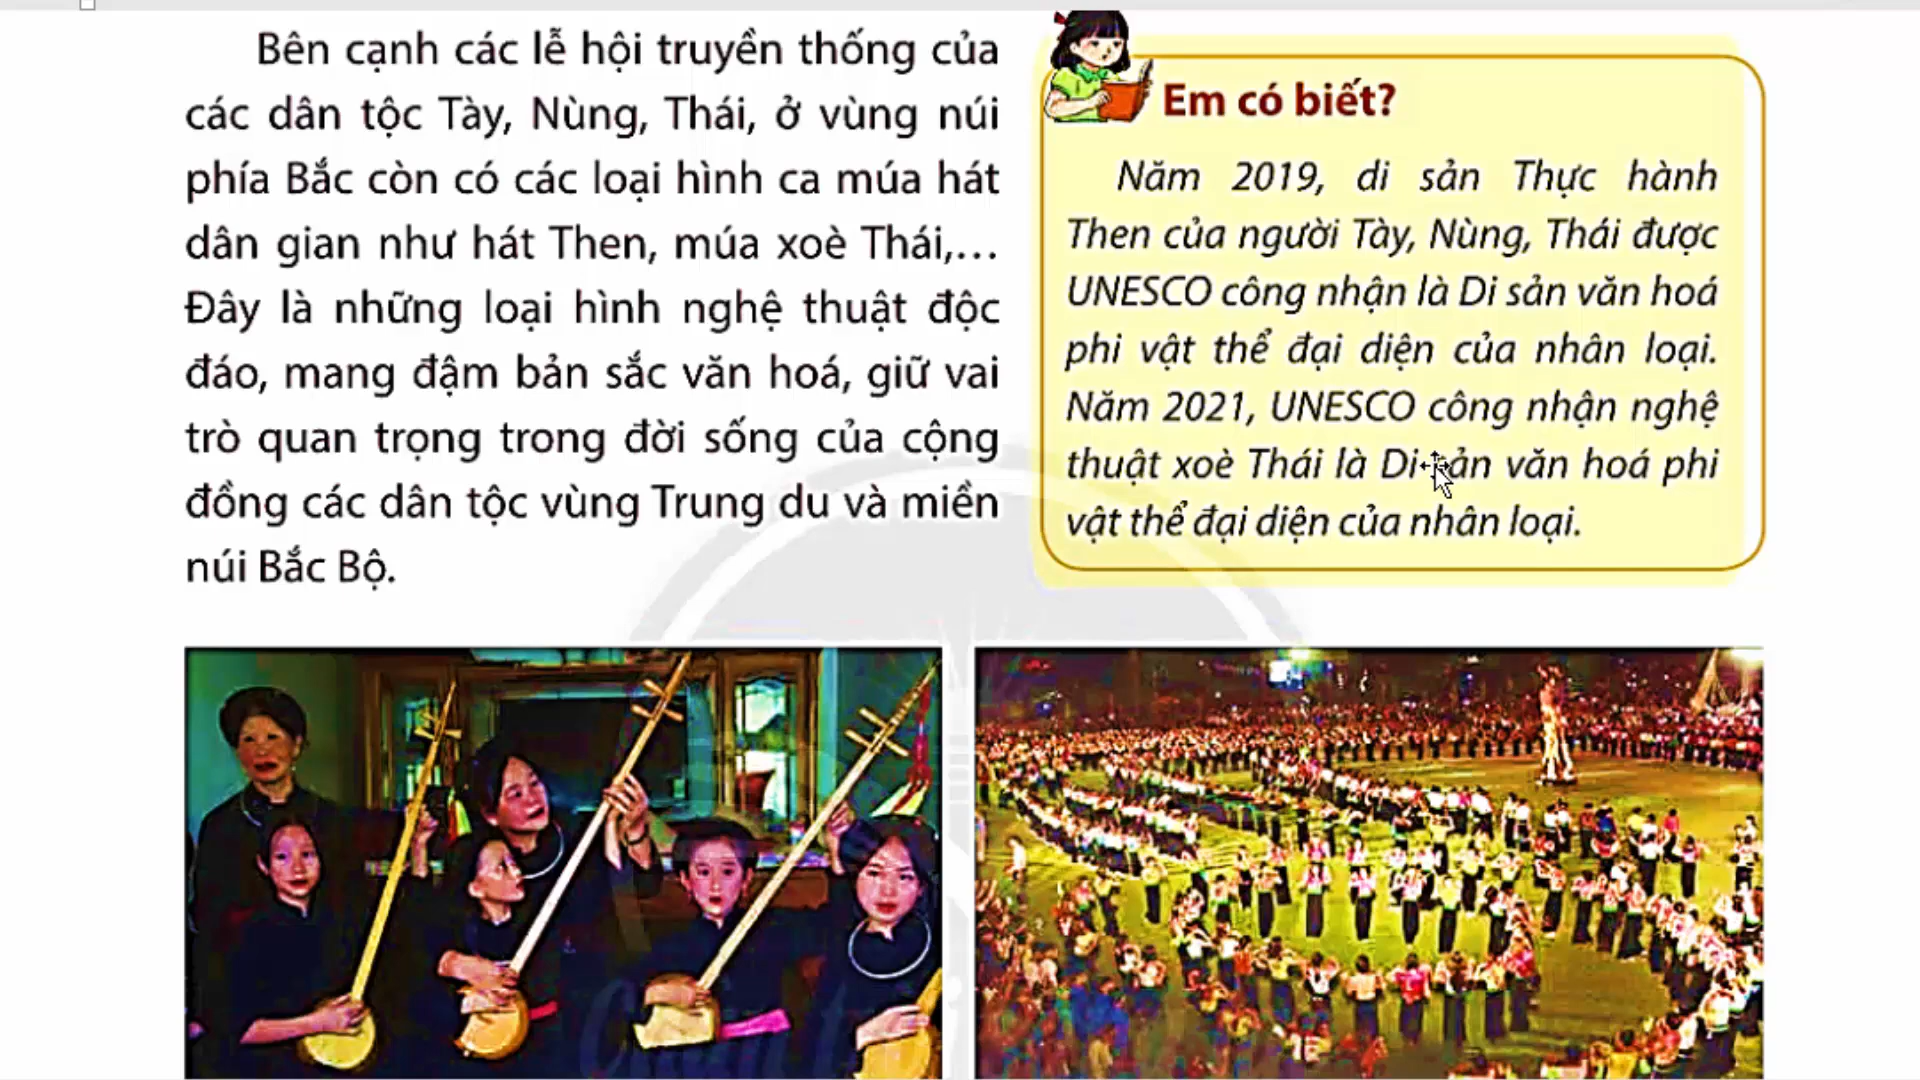 Bên cạnh các lễ hội truyền thống của
các dân tộc Tày, Nùng, Thái, ở vùng núi
phía Bắc còn có các loại hình ca múa hát
dân gian như hát Then, múa xoè Thái,...
Đây là những loại hình nghệ thuật độc
đáo, mang đậm bản sắc văn hoá, giữ vai
trò quan trọng trong đời sống của cộng
đồng các dân tộc vùng Trung du và miền
núi Bắc Bộ.
Em có biết?
Năm 2019, di sản Thực hành
Then của người Tày, Nùng, Thái được
UNESCO công nhận là Di sản văn hoá
phi vật thể đại diện của nhân loại.
Năm 2021, UNESCO công nhận nghệ
thuật xoè Thái là Di sản văn hoá phi
vật thể đại diện của nhân loại.